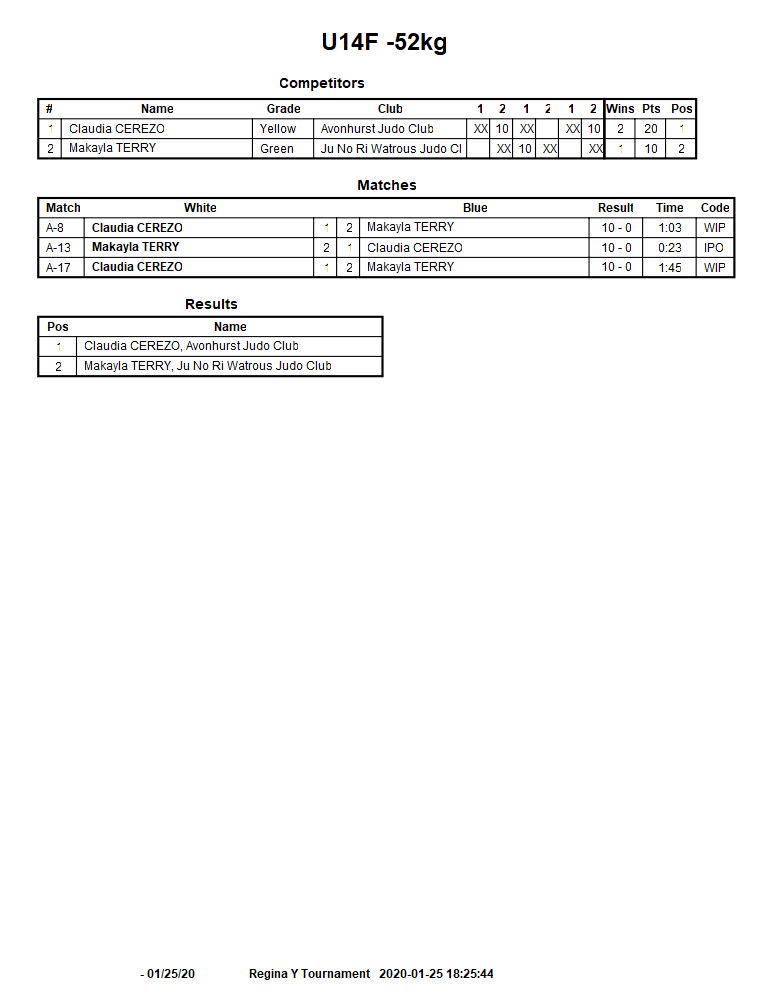 U14F -52kg
Competitors
# Name Grade Club 1 2 1 2 1 2 Wins Pts Pos
1 Claudia CEREZO Yellow Avonhurst Judo Club XX 10 XX XX 10 2 20 1
2 Makayla TERRY Green Ju No Ri Watrous Judo Cl XX 10 XX XX 1 10 2
Matches
Match White Blue Result Time Code
A-8 Claudia CEREZO 1 2 Makayla TERRY 10 - 0 1:03 WIP
A-13 Makayla TERRY 2 1 Claudia CEREZO 10 - 0 0:23 IPO
A-17 Claudia CEREZO 1 2 Makayla TERRY 10 - 0 1:45 WIP
Results
Pos Name
1 Claudia CEREZO, Avonhurst Judo Club
2 Makayla TERRY, Ju No Ri Watrous Judo Club
- 01/25/20 Regina Y Tournament 2020-01-25 18:25:44